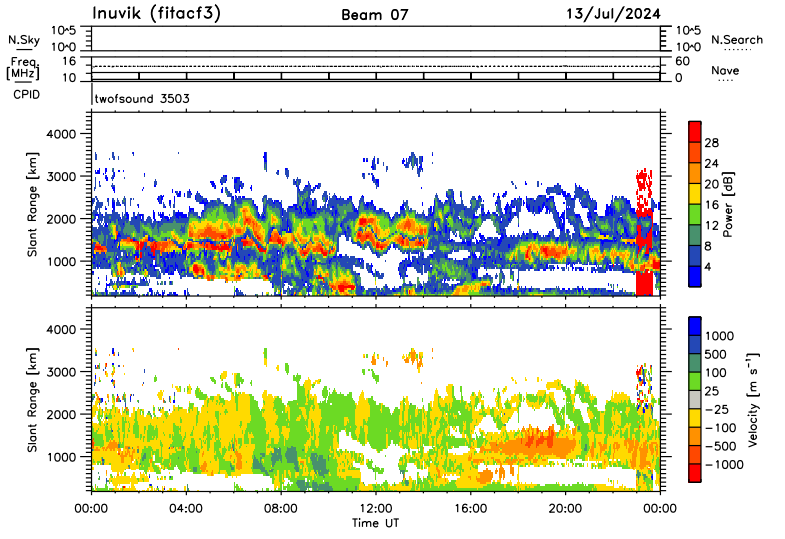 Inuvik (fitacf3) Beam 07 13/Jul/2024
N.Sky 10^5 10^0 10^5 10^0 N.Search
Freq. [MHz] 16 10 60 0 Nave
CPID twofsound 3503
4000
3000
2000
1000
Slant Range [km]
28
24
20
16
12
8
4
Power [dB]
4000
3000
2000
1000
Slant Range [km]
1000
500
100
25
−25
−100
−500
−1000
Velocity [m s⁻¹]
00:00 04:00 08:00 12:00 16:00 20:00 00:00
Time UT